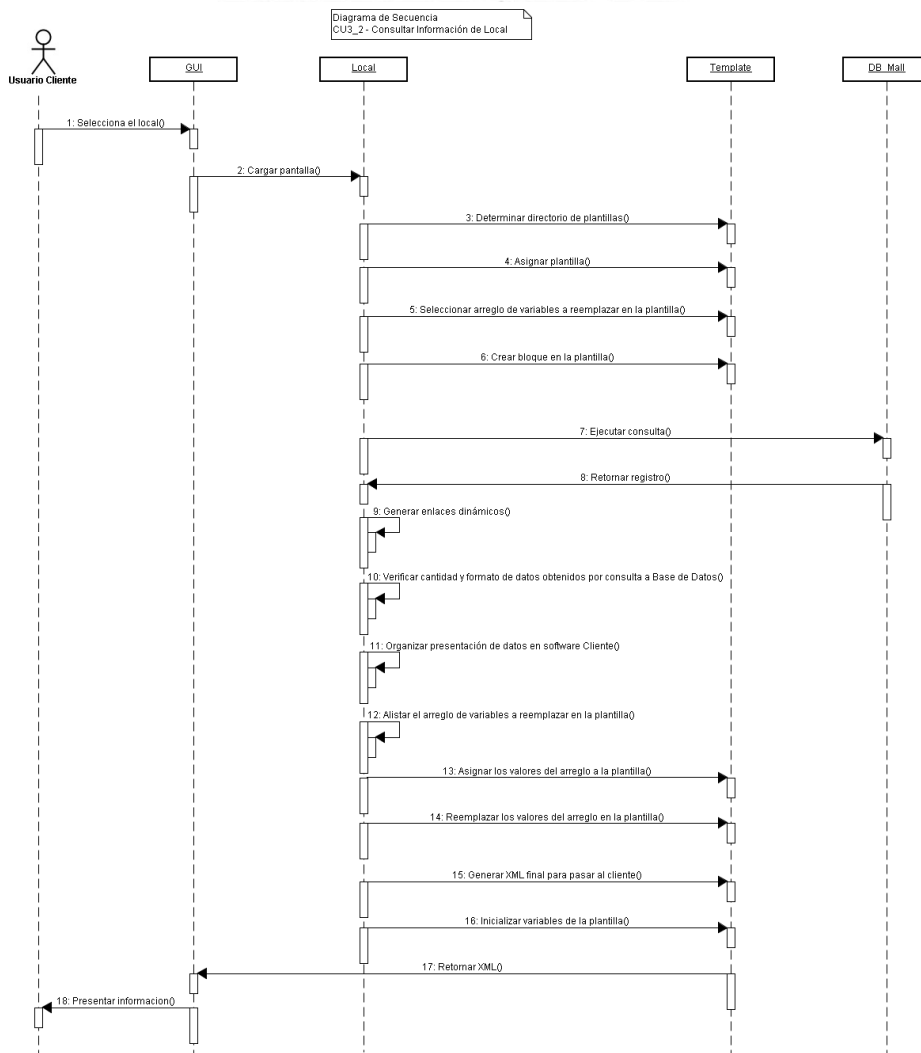 Diagrama de Secuencia
CU3_2 - Consultar Información de Local
Usuario Cliente
GUI
Local
Template
DB_Mall
1: Selecciona el local()
2: Cargar pantalla()
3: Determinar directorio de plantillas()
4: Asignar plantilla()
5: Seleccionar arreglo de variables a reemplazar en la plantilla()
6: Crear bloque en la plantilla()
7: Ejecutar consulta()
8: Retornar registro()
9: Generar enlaces dinámicos()
10: Verificar cantidad y formato de datos obtenidos por consulta a Base de Datos()
11: Organizar presentación de datos en software Cliente()
12: Alistar el arreglo de variables a reemplazar en la plantilla()
13: Asignar los valores del arreglo a la plantilla()
14: Reemplazar los valores del arreglo en la plantilla()
15: Generar XML final para pasar al cliente()
16: Inicializar variables de la plantilla()
17: Retornar XML()
18: Presentar informacion()